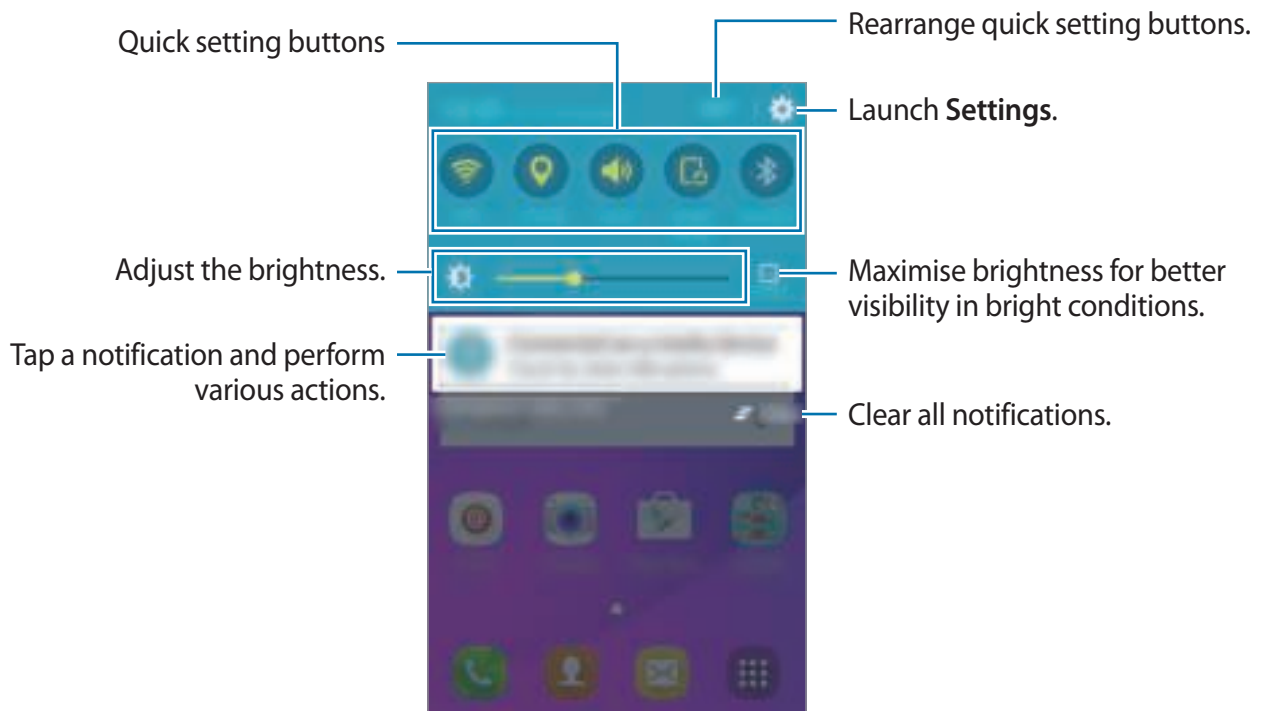 Quick setting buttons
Rearrange quick setting buttons.
Launch Settings.
Adjust the brightness.
Maximise brightness for better
visibility in bright conditions.
Tap a notification and perform
various actions.
Clear all notifications.